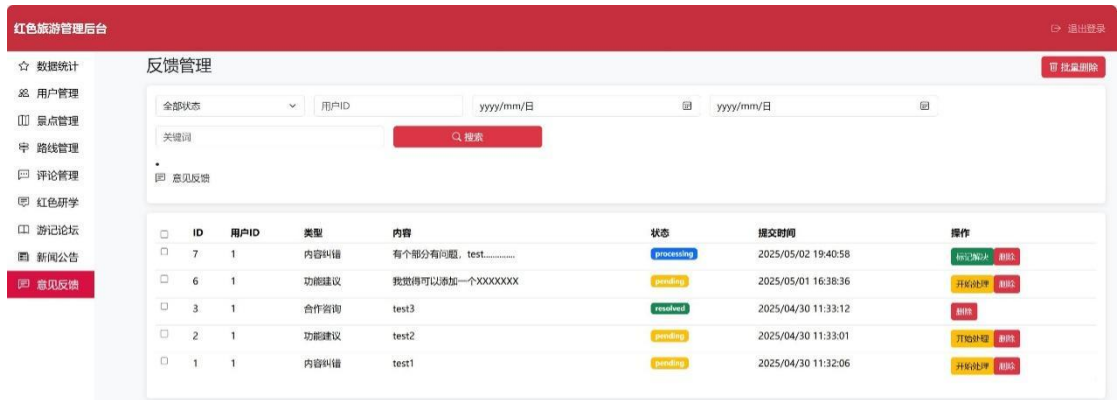 红色旅游管理后台 退出登录
数据统计
用户管理
景点管理
路线管理
评论管理
红色研学
游记论坛
新闻公告
意见反馈
反馈管理 批量删除
全部状态 用户ID yyyy/mm/日 yyyy/mm/日
关键词 搜索
意见反馈
ID 用户ID 类型 内容 状态 提交时间 操作
7 1 内容纠错 有个部分有问题，test............. processing 2025/05/02 19:40:58 标记解决 删除
6 1 功能建议 我觉得可以添加一个XXXXXXX pending 2025/05/01 16:38:36 开始处理 删除
3 1 合作咨询 test3 resolved 2025/04/30 11:33:12 删除
2 1 功能建议 test2 pending 2025/04/30 11:33:01 开始处理 删除
1 1 内容纠错 test1 pending 2025/04/30 11:32:06 开始处理 删除